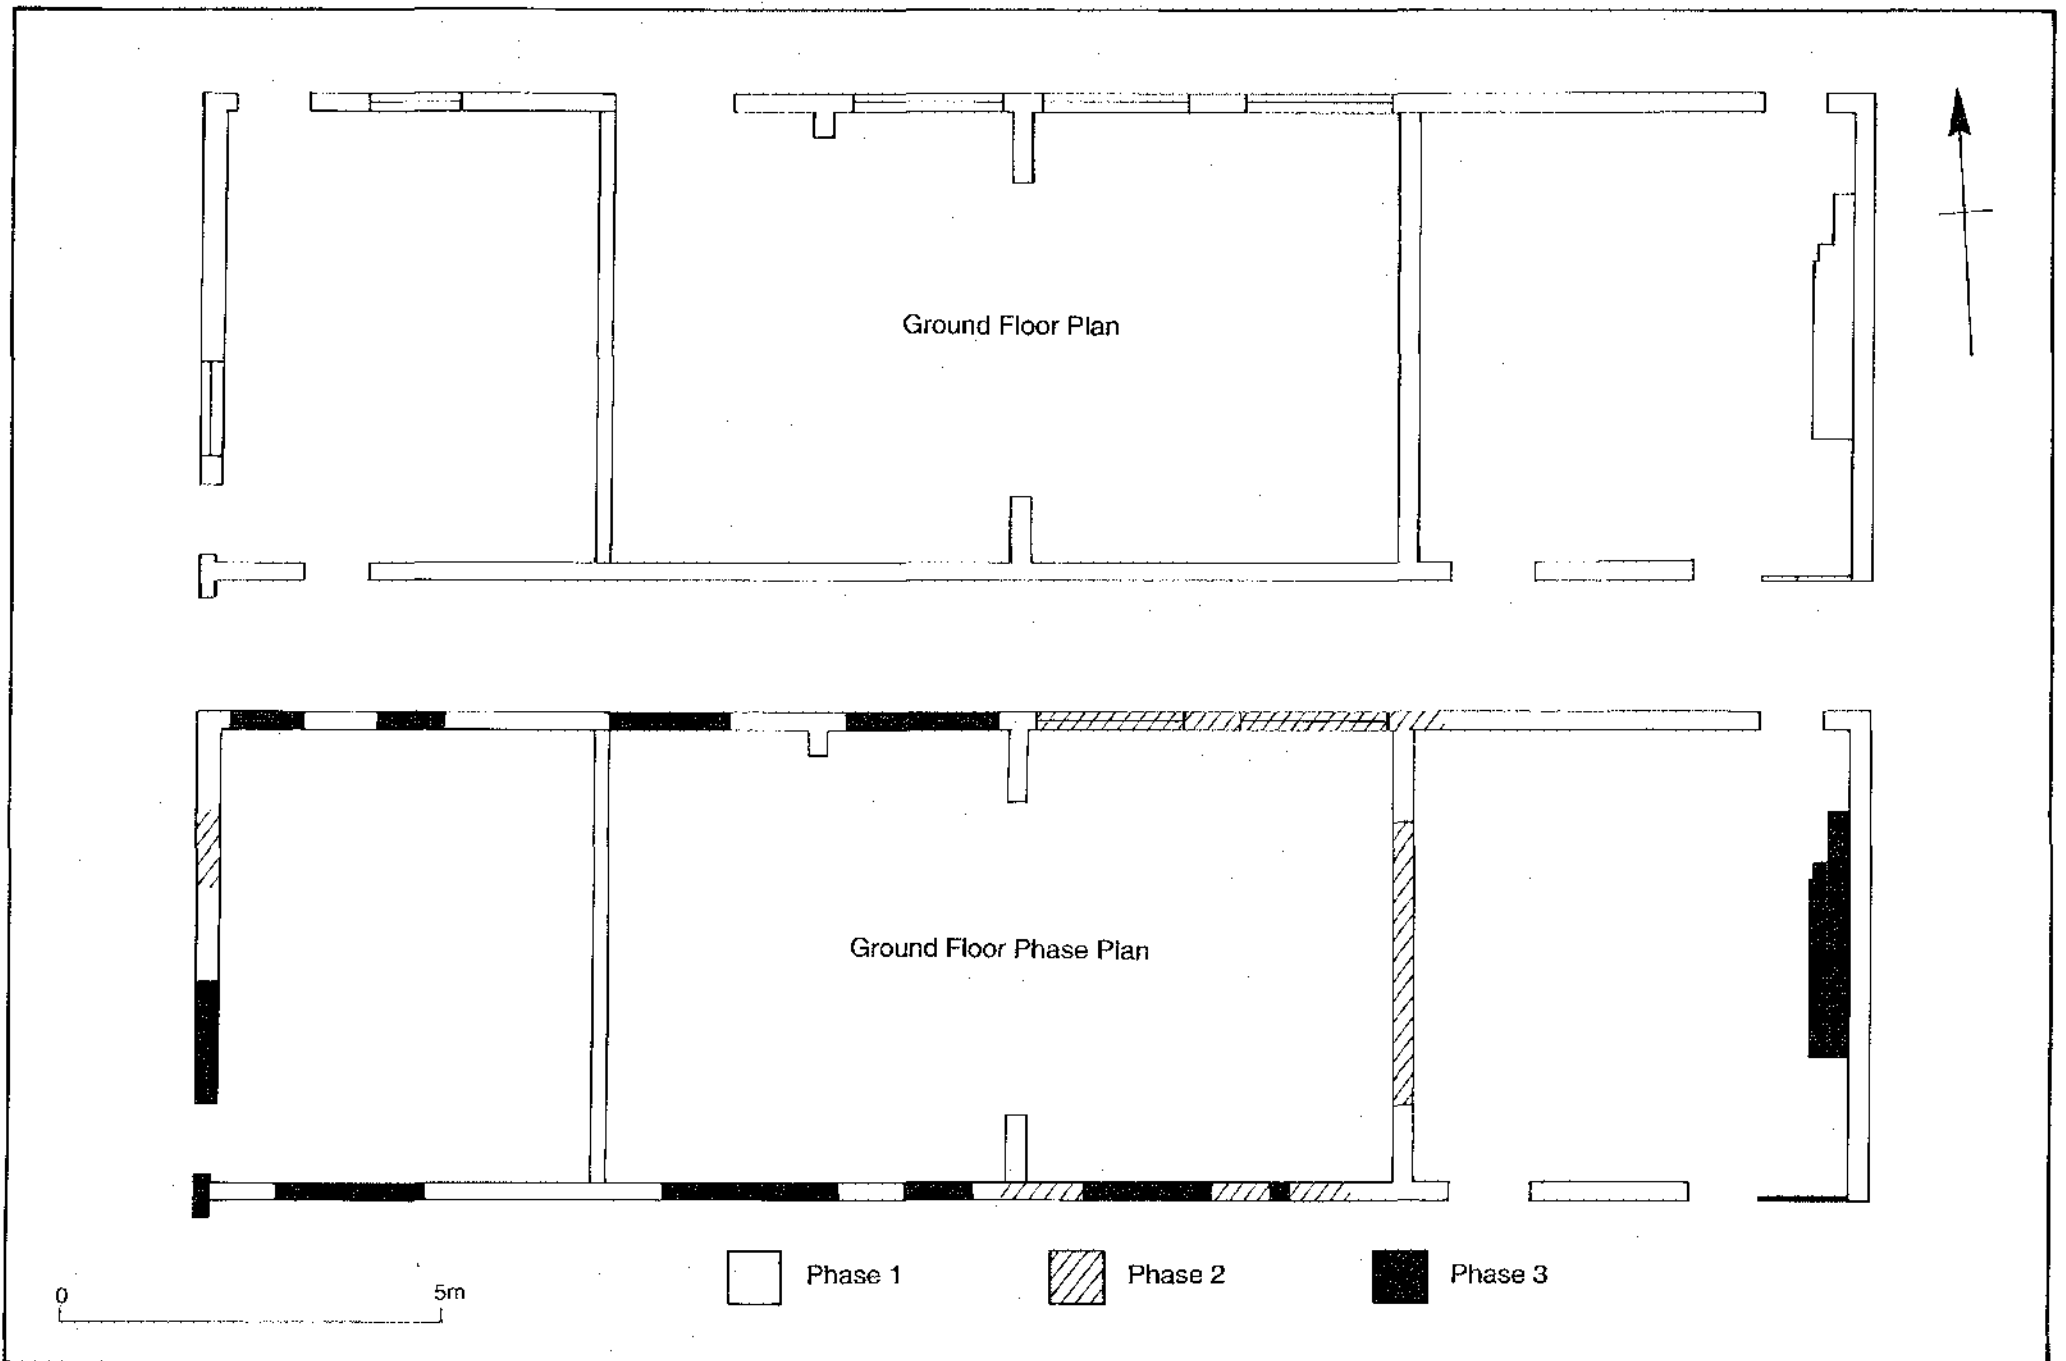 Ground Floor Plan
Ground Floor Phase Plan
Phase 1
Phase 2
Phase 3
0
5m